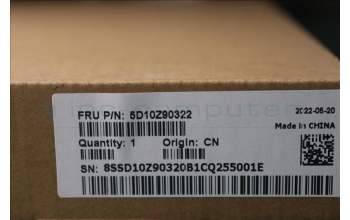 FRU P/N: 5D10Z90322
2022-06-20
Made in CHINA
Quantity: 1 Origin: CN
SN: 8SSD10Z90320B1CQ255001E